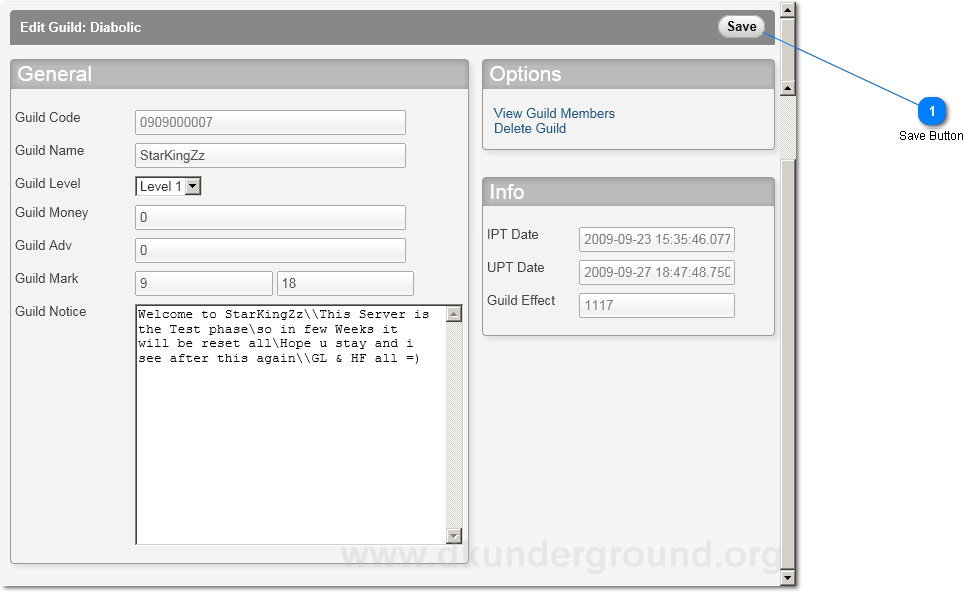 Edit Guild: Diabolic
Save
General
Guild Code
0909000007
Guild Name
StarKingZz
Guild Level
Level 1
Guild Money
0
Guild Adv
0
Guild Mark
9
18
Guild Notice
Welcome to StarKingZz\\This Server is
the Test phase\so in few Weeks it
will be reset all\Hope u stay and i
see after this again\\GL & HF all =)
Options
View Guild Members
Delete Guild
Info
IPT Date
2009-09-23 15:35:46.077
UPT Date
2009-09-27 18:47:48.750
Guild Effect
1117
1
Save Button
www.dkunderground.org